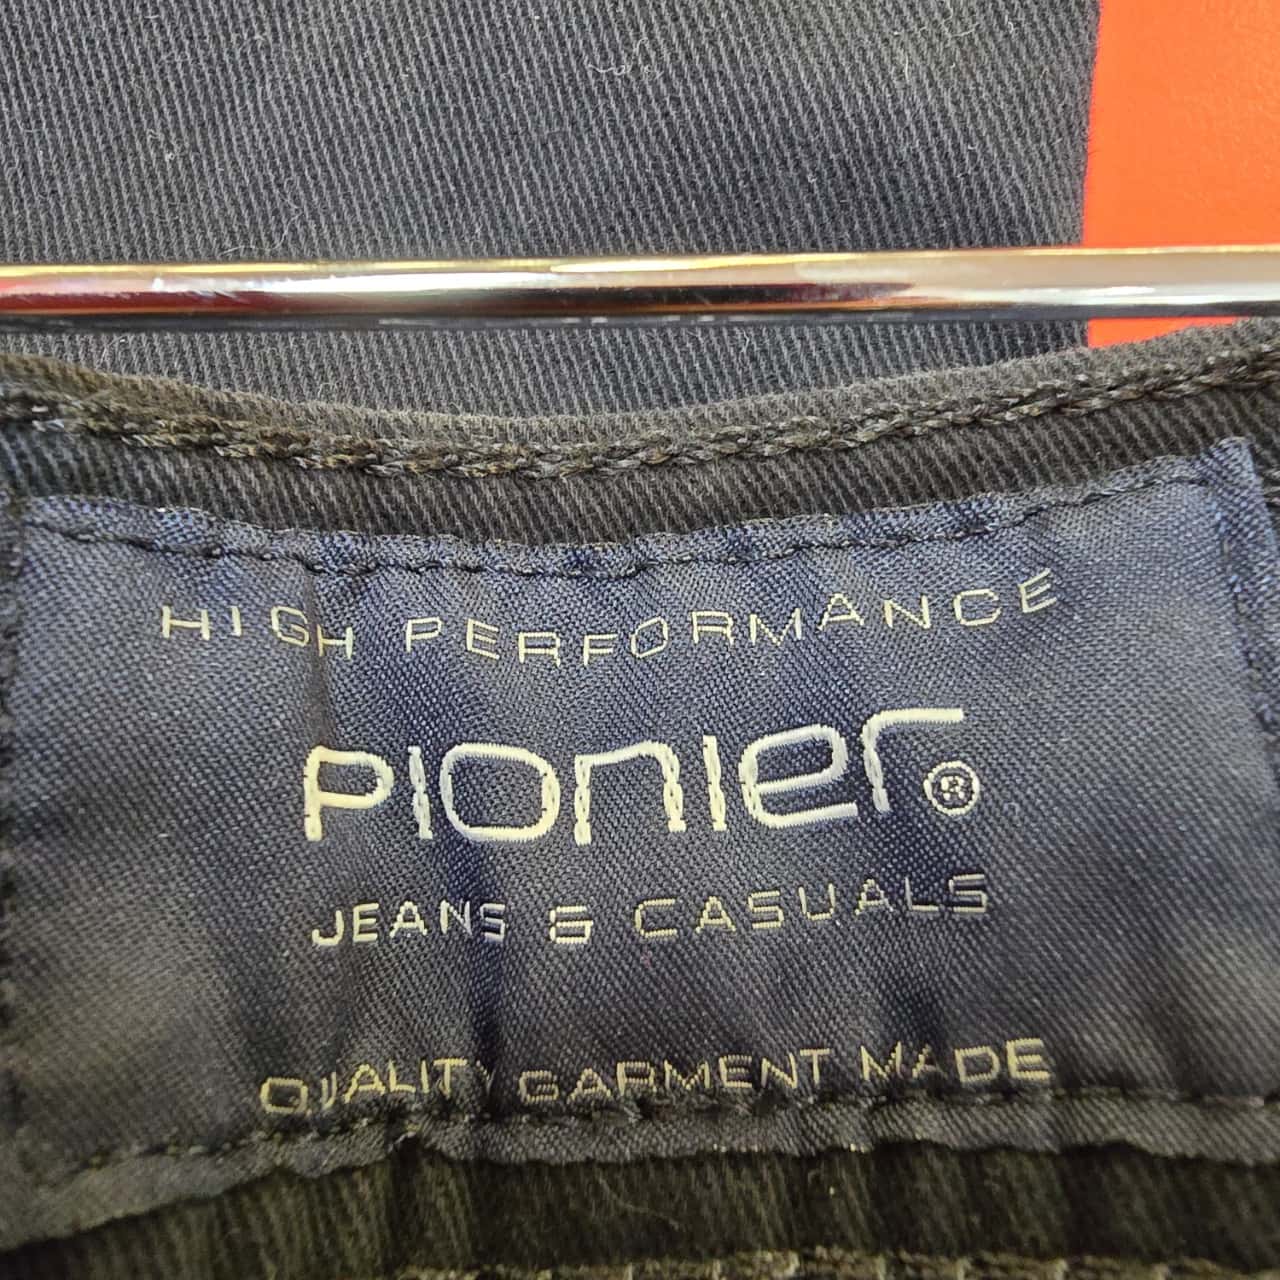 HIGH PERFORMANCE
PIONIER®
JEANS & CASUALS
QUALITY GARMENT MADE